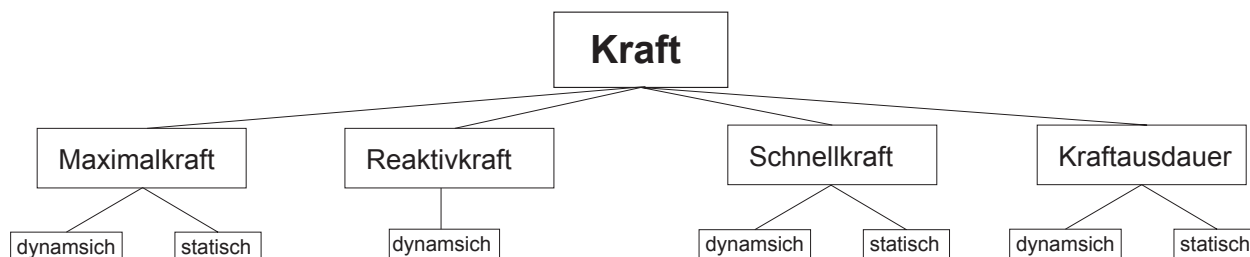 Kraft
Maximalkraft
Reaktivkraft
Schnellkraft
Kraftausdauer
dynamsich
statisch
dynamsich
dynamsich
statisch
dynamsich
statisch